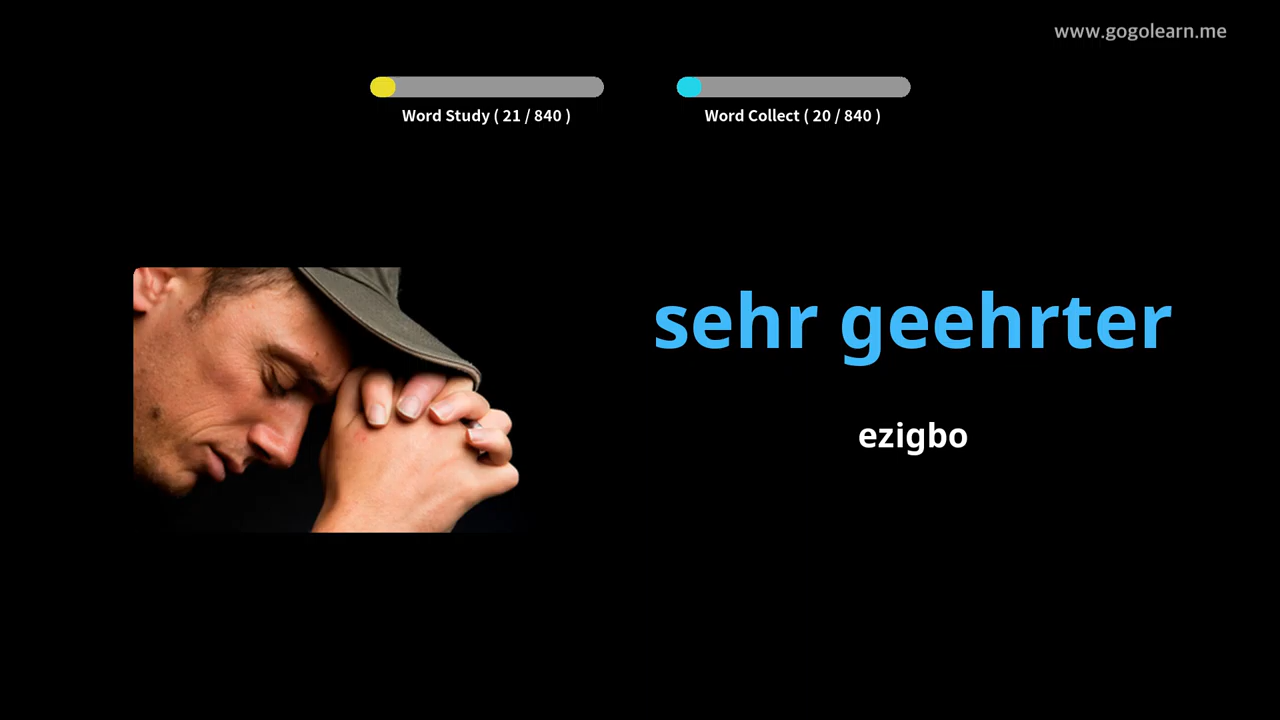 www.gogolearn.me
Word Study ( 21 / 840 )
Word Collect ( 20 / 840 )
sehr geehrter
ezigbo